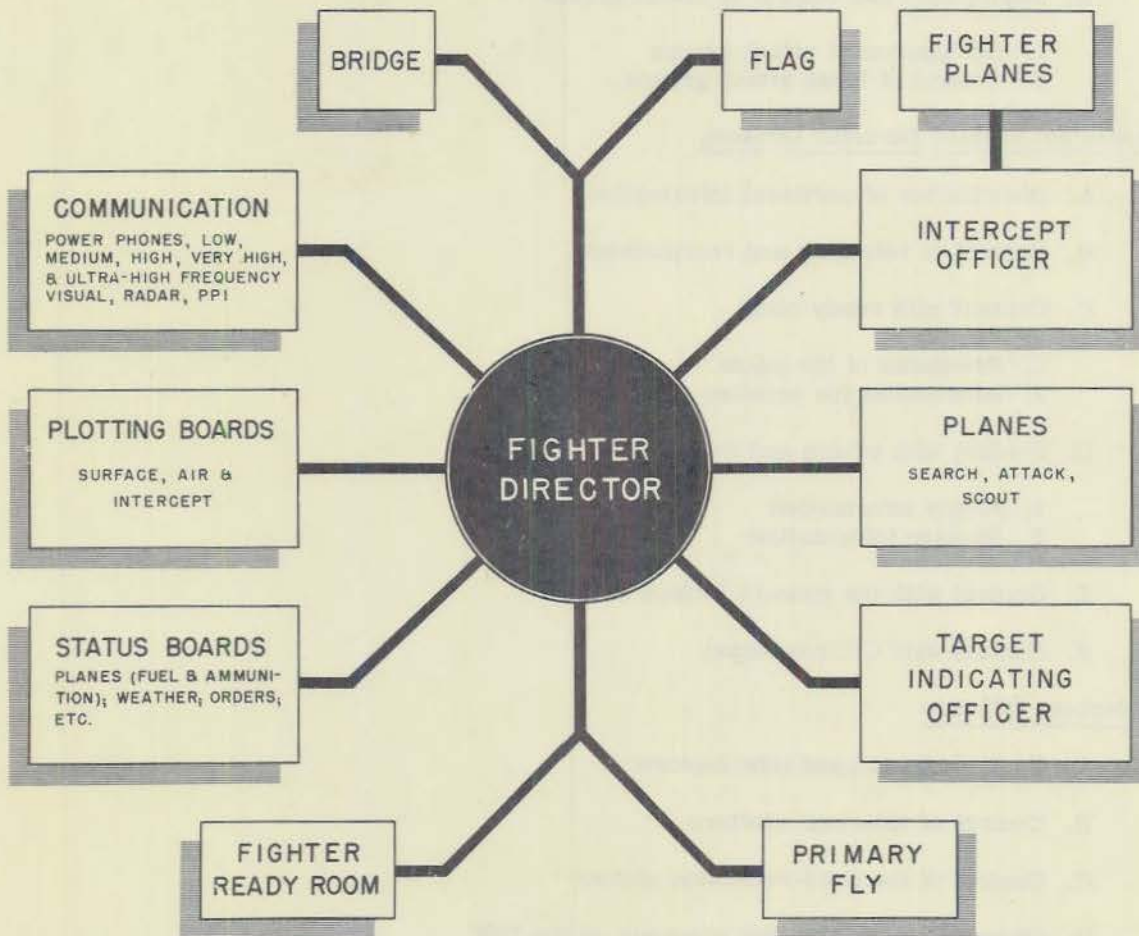 BRIDGE
FLAG
FIGHTER
PLANES
COMMUNICATION
POWER PHONES, LOW,
MEDIUM, HIGH, VERY HIGH,
& ULTRA-HIGH FREQUENCY
VISUAL, RADAR, PPI
INTERCEPT
OFFICER
PLOTTING BOARDS
SURFACE, AIR &
INTERCEPT
FIGHTER
DIRECTOR
PLANES
SEARCH, ATTACK,
SCOUT
STATUS BOARDS
PLANES (FUEL & AMMUNI-
TION); WEATHER; ORDERS;
ETC.
TARGET
INDICATING
OFFICER
FIGHTER
READY ROOM
PRIMARY
FLY